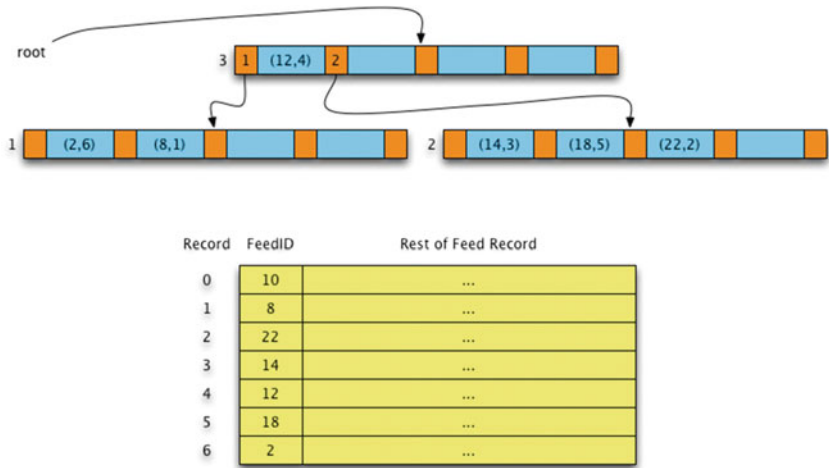 root
3 1 (12,4) 2
1 (2,6) (8,1)
2 (14,3) (18,5) (22,2)
Record FeedID Rest of Feed Record
0 10 ...
1 8 ...
2 22 ...
3 14 ...
4 12 ...
5 18 ...
6 2 ...